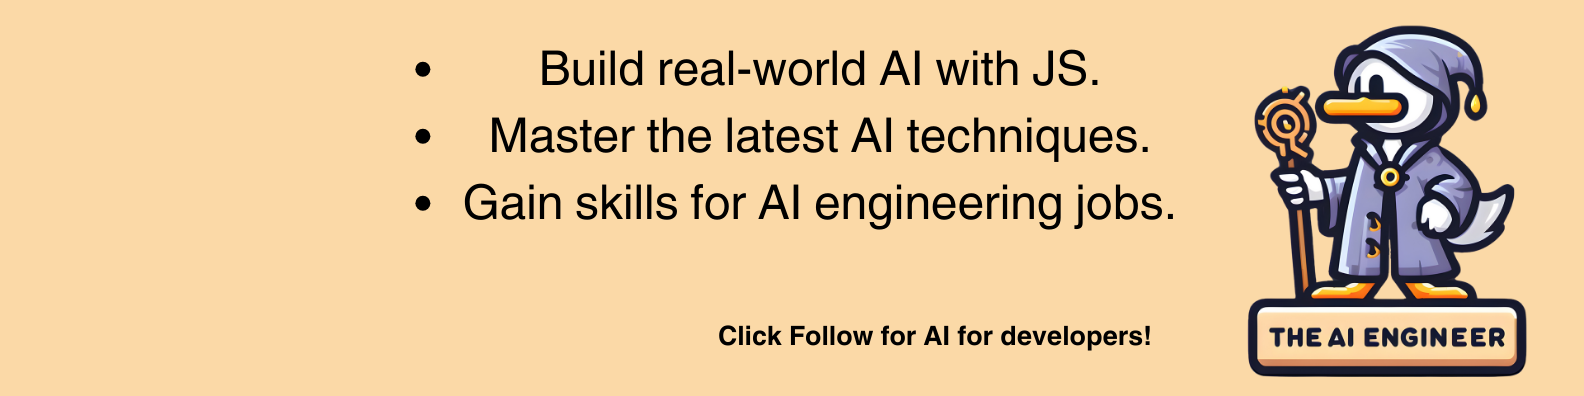 • Build real-world AI with JS.
• Master the latest AI techniques.
• Gain skills for AI engineering jobs.
Click Follow for AI for developers!
THE AI ENGINEER